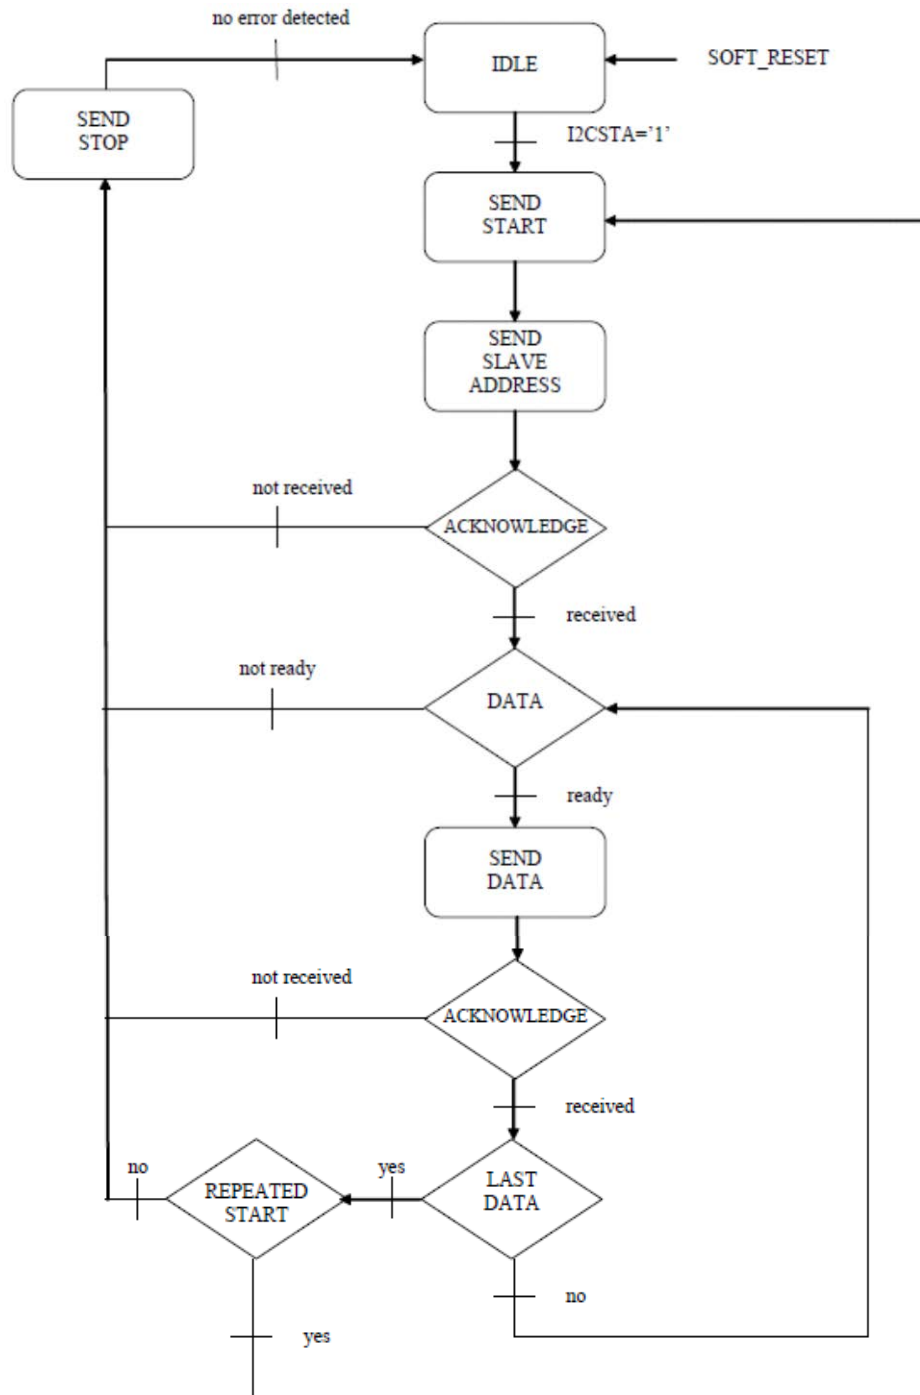 no error detected
IDLE
SOFT_RESET
SEND
STOP
I2CSTA='1'
SEND
START
SEND
SLAVE
ADDRESS
not received
ACKNOWLEDGE
received
not ready
DATA
ready
SEND
DATA
not received
ACKNOWLEDGE
received
no
REPEATED
START
yes
LAST
DATA
no
yes